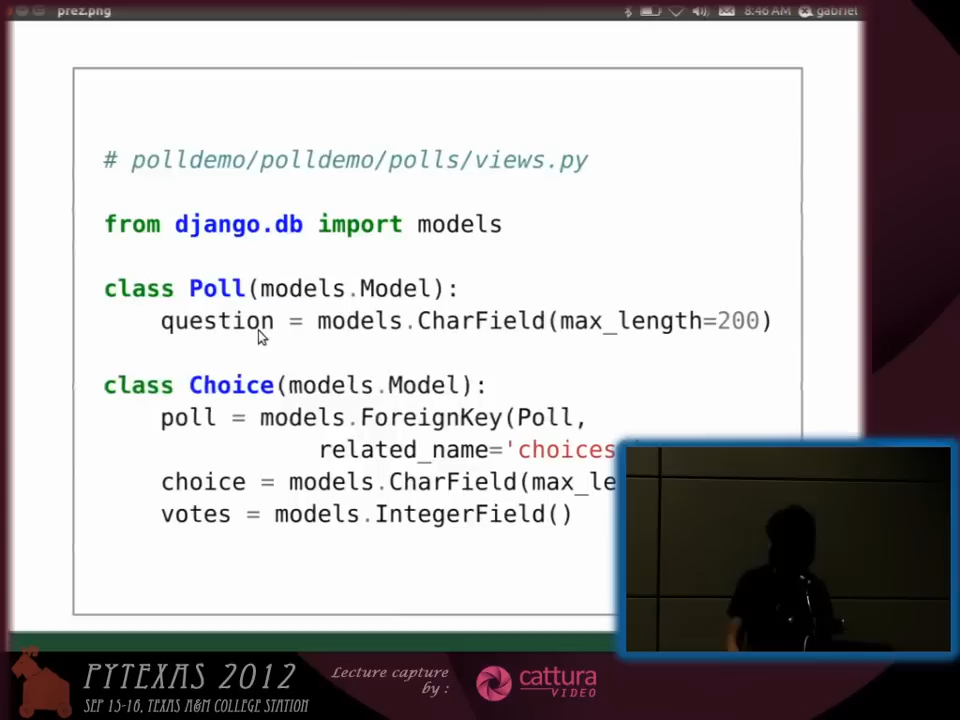 prez.png
8:46 AM gabriel
# polldemo/polldemo/polls/views.py
from django.db import models
class Poll(models.Model):
question = models.CharField(max_length=200)
class Choice(models.Model):
poll = models.ForeignKey(Poll,
related_name='choices
choice = models.CharField(max_le
votes = models.IntegerField()
PYTEXAS 2012
SEP 15-16, TEXAS A&M COLLEGE STATION
Lecture capture
by :
cattura
VIDEO